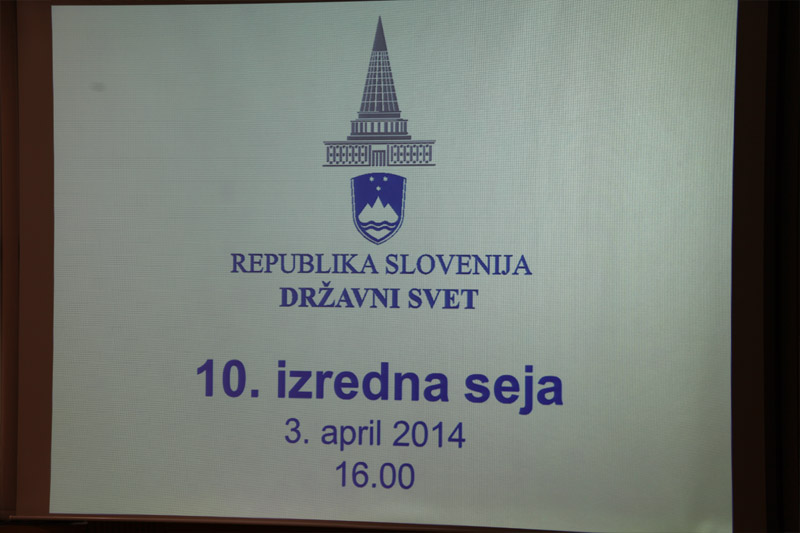 REPUBLIKA SLOVENIJA
DRŽAVNI SVET
10. izredna seja
3. april 2014
16.00